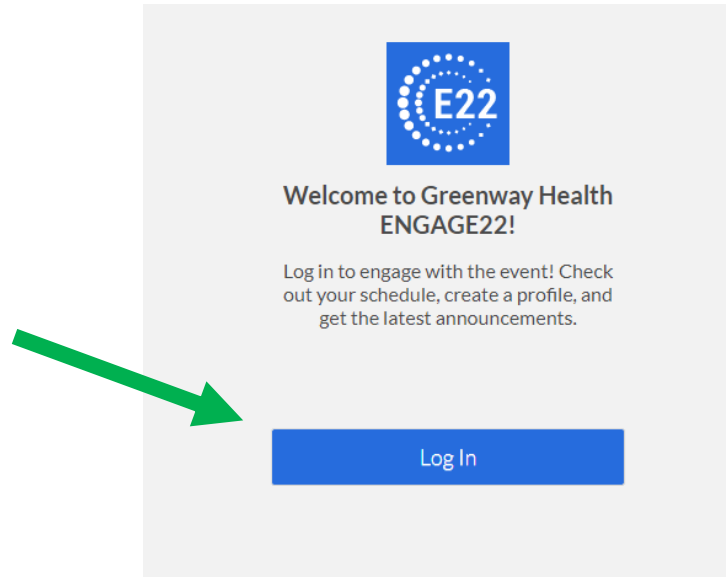 E22
Welcome to Greenway Health
ENGAGE22!
Log in to engage with the event! Check
out your schedule, create a profile, and
get the latest announcements.
Log In